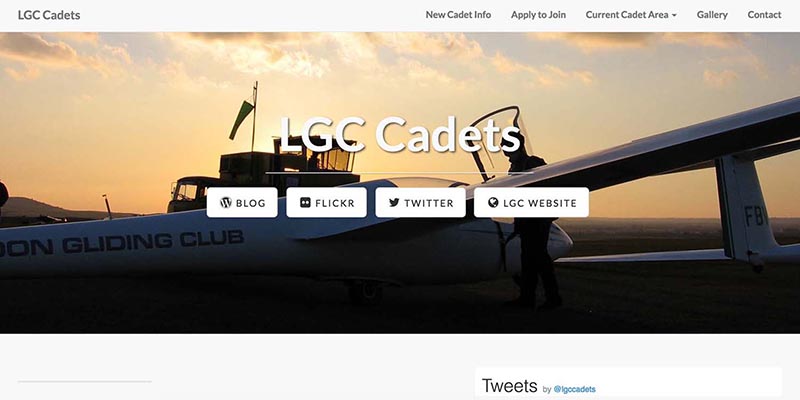 LGC Cadets
New Cadet Info Apply to Join Current Cadet Area Gallery Contact
LGC Cadets
BLOG FLICKR TWITTER LGC WEBSITE
DON GLIDING CLUB
FB
Tweets by @lgccadets